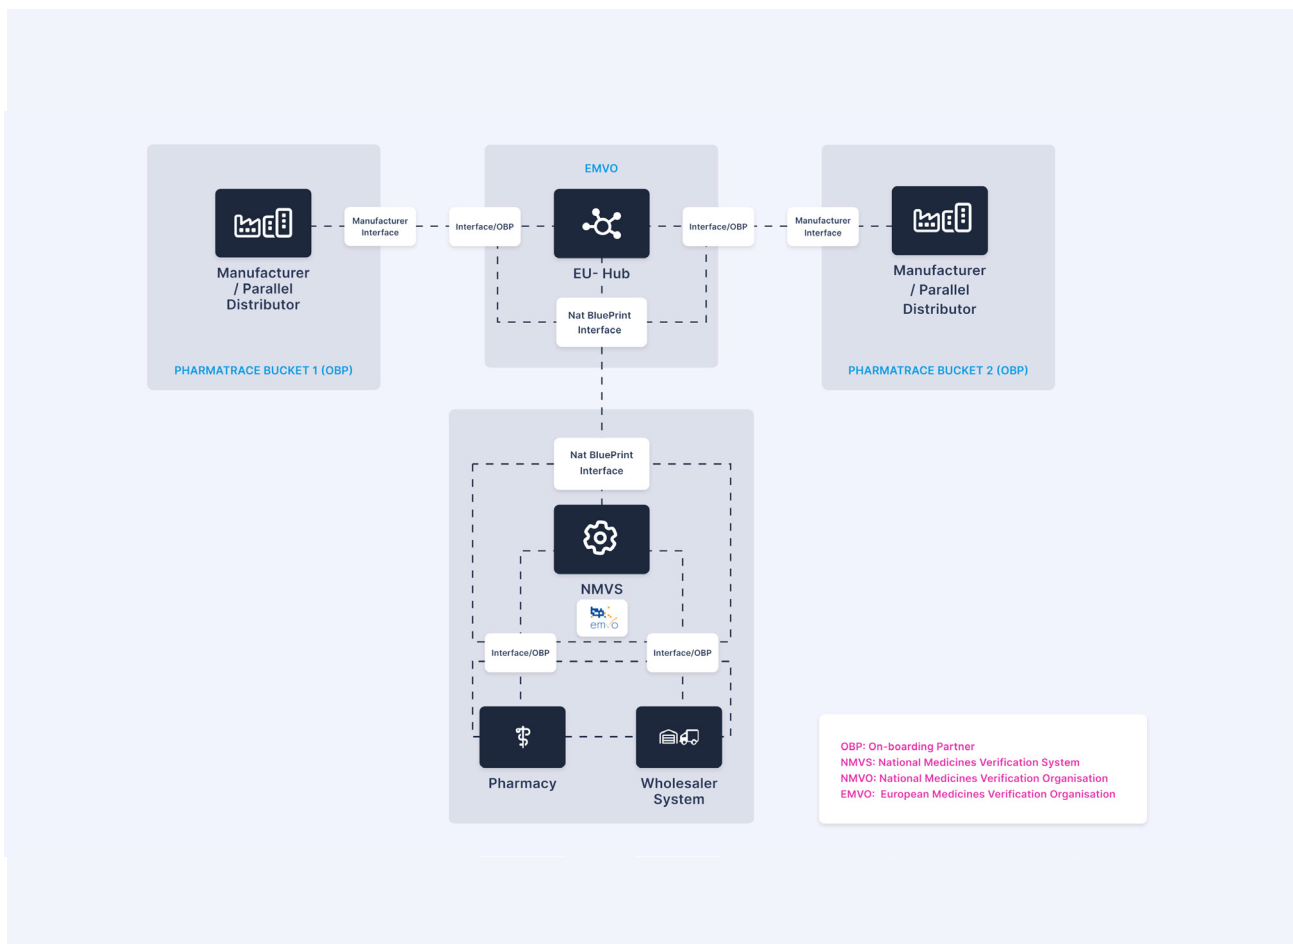 EMVO
Manufacturer
Interface
Interface/OBP
Interface/OBP
Manufacturer
Interface
Manufacturer
/ Parallel
Distributor
EU- Hub
Manufacturer
/ Parallel
Distributor
Nat BluePrint
Interface
PHARMATRACE BUCKET 1 (OBP)
PHARMATRACE BUCKET 2 (OBP)
Nat BluePrint
Interface
NMVS
emvo
Interface/OBP
Interface/OBP
Pharmacy
Wholesaler
System
OBP: On-boarding Partner
NMVS: National Medicines Verification System
NMVO: National Medicines Verification Organisation
EMVO:  European Medicines Verification Organisation